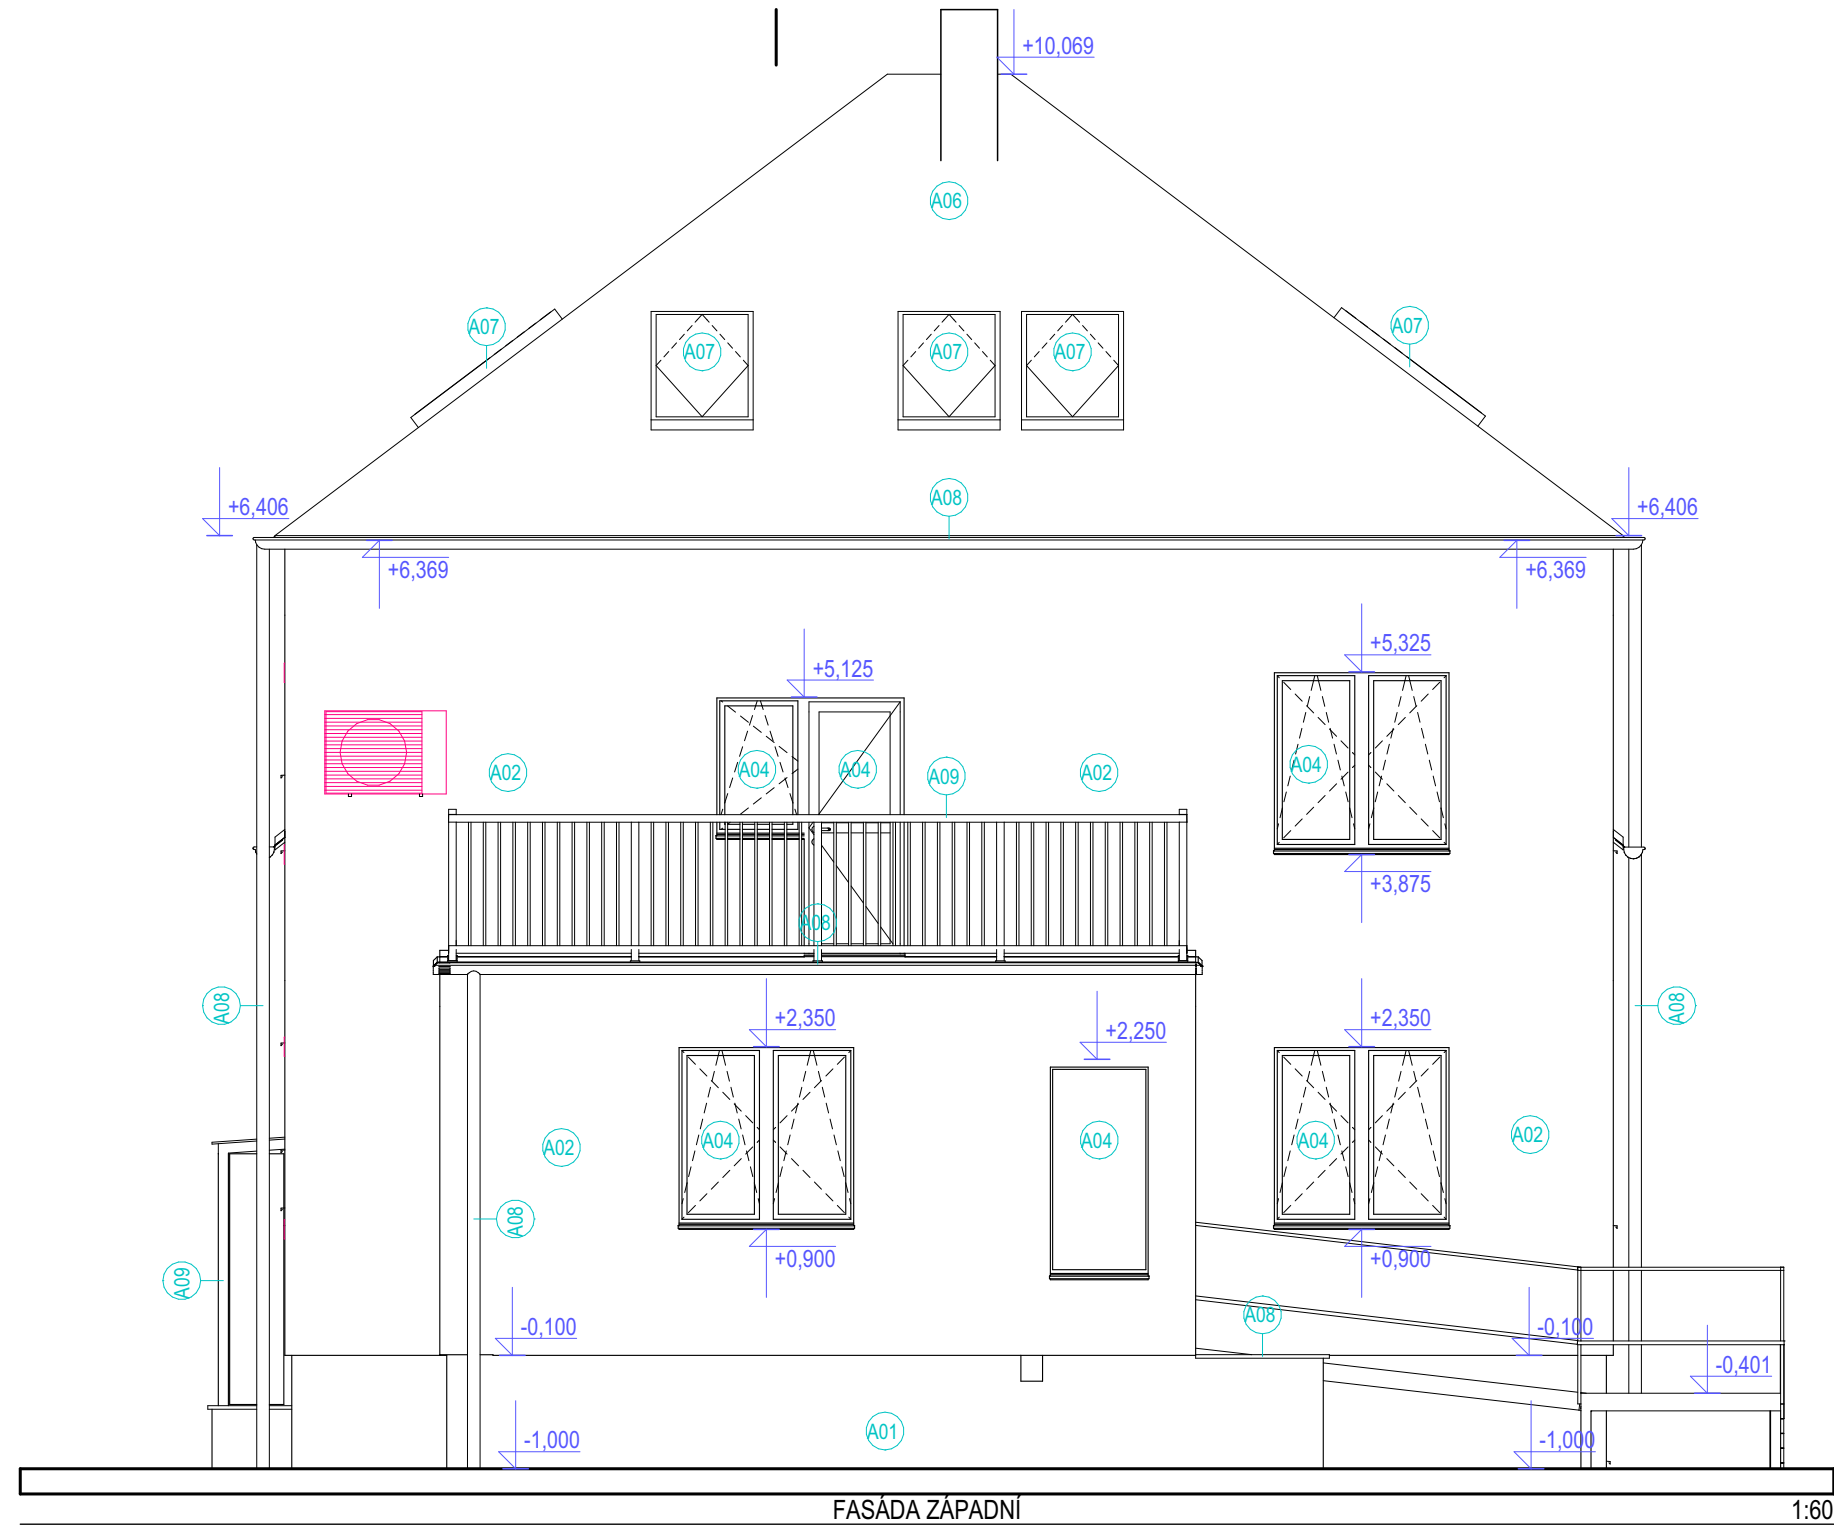 +10,069
A06
A07
A07
A07
A07
A07
+6,406
A08
+6,406
+6,369
+6,369
+5,125
+5,325
A02
A04
A04
A09
A02
A04
+3,875
A08
A08
A08
+2,350
+2,250
+2,350
A02
A04
A04
A04
A02
A08
+0,900
+0,900
A09
-0,100
A08
-0,100
-0,401
A01
-1,000
-1,000
FASÁDA ZÁPADNÍ
1:60